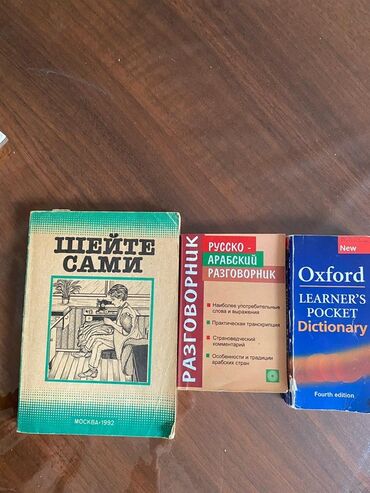 ШЕЙТЕ
САМИ
МОСКВА-1992
РАЗГОВОРНИК
РУССКО-
АРАБСКИЙ
РАЗГОВОРНИК
Наиболее употребительные
слова и выражения
Практическая транскрипция
Страноведческий
комментарий
Особенности и традиции
арабских стран
New
Oxford
LEARNER'S
POCKET
Dictionary
Fourth edition